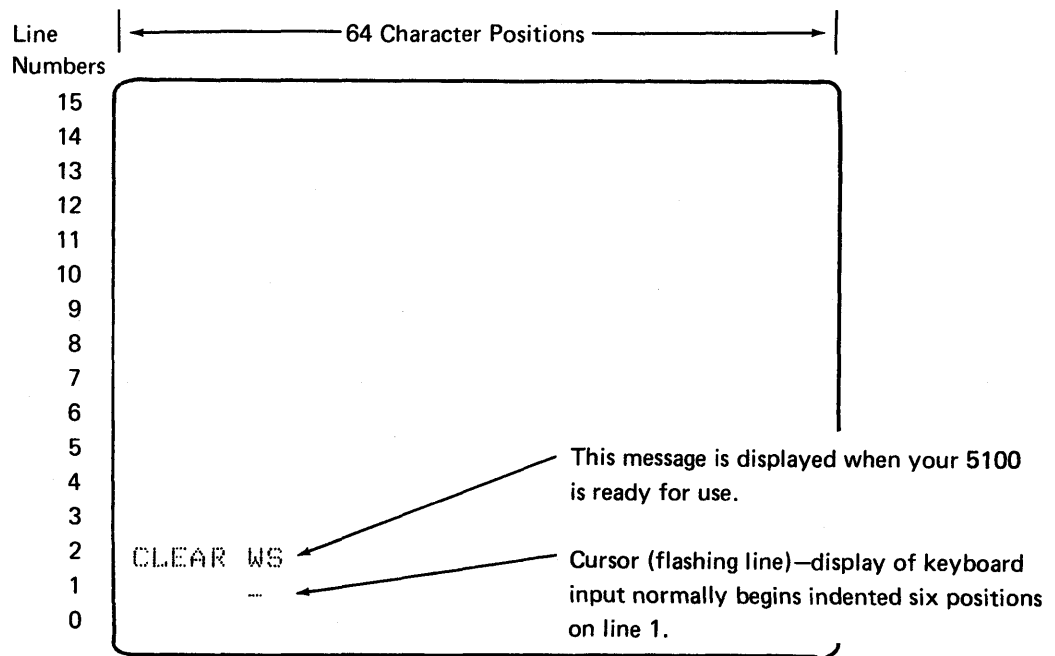 Line
Numbers
64 Character Positions
15
14
13
12
11
10
9
8
7
6
5
4
3
2
1
0
This message is displayed when your 5100
is ready for use.
CLEAR WS
Cursor (flashing line)—display of keyboard
input normally begins indented six positions
on line 1.